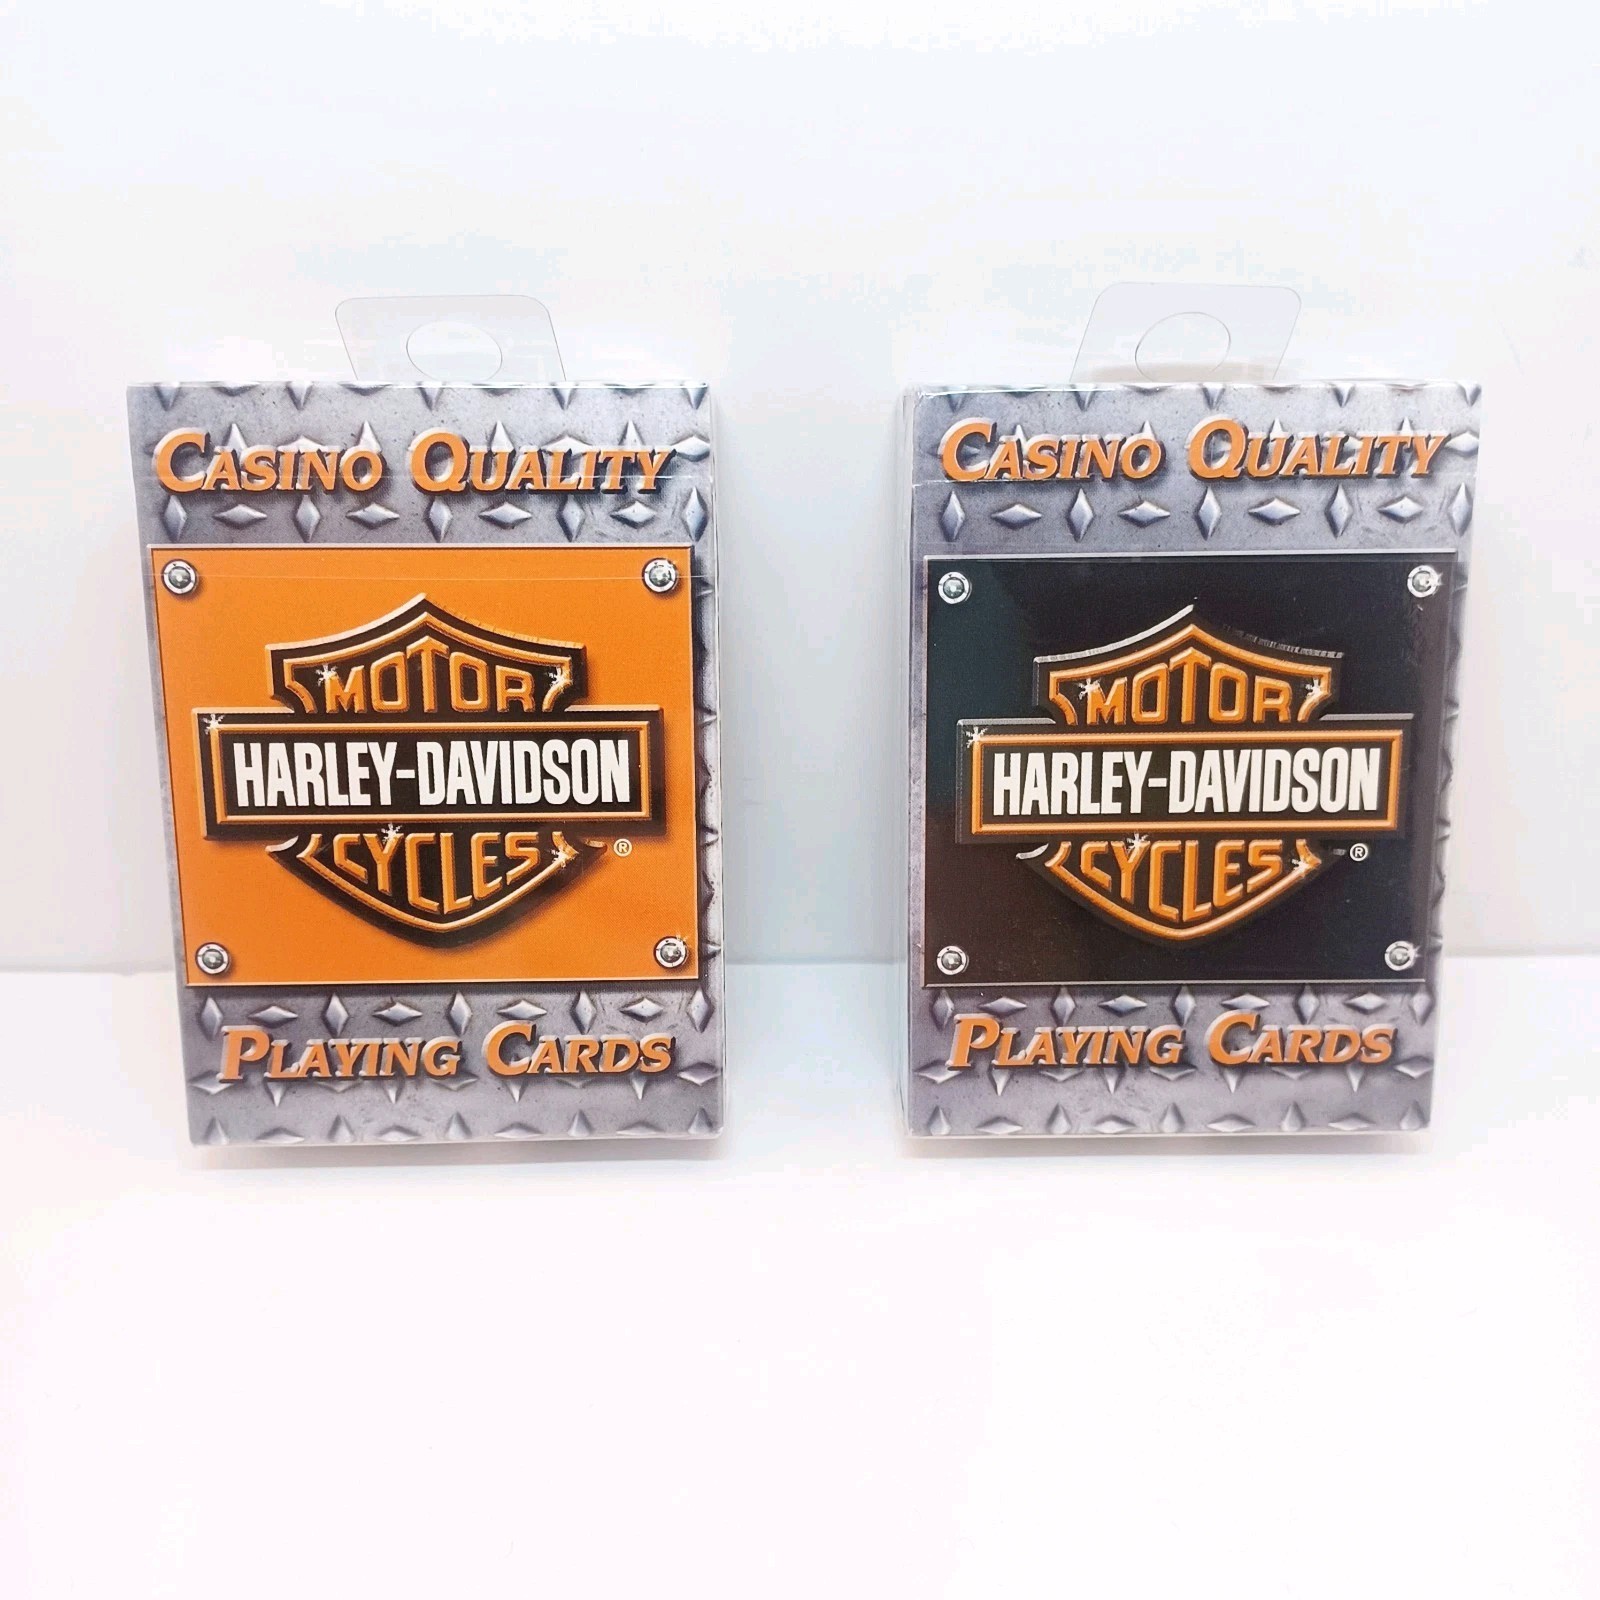 CASINO QUALITY
MOTOR
HARLEY-DAVIDSON
CYCLES
®
PLAYING CARDS
CASINO QUALITY
MOTOR
HARLEY-DAVIDSON
CYCLES
®
PLAYING CARDS